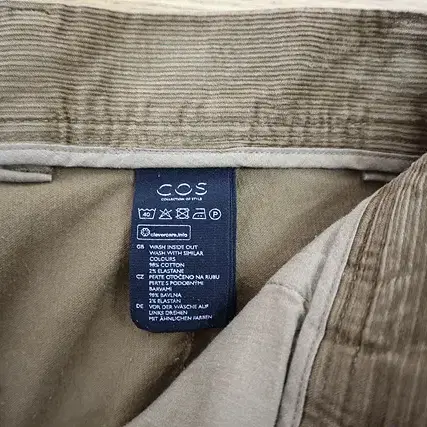 COS
COLLECTION OF STYLE
40 P
clevercare.info
GB WASH INSIDE OUT
WASH WITH SIMILAR
COLOURS
98% COTTON
2% ELASTANE
CZ PERTE OTOČENO NA RUBU
PERTE S PODOBNÝMI
BARVAMI
98% BAVLNA
2% ELASTAN
DE VOR DER WÄSCHE AUF
LINKS DREHEN
MIT ÄHNLICHEN FARBEN